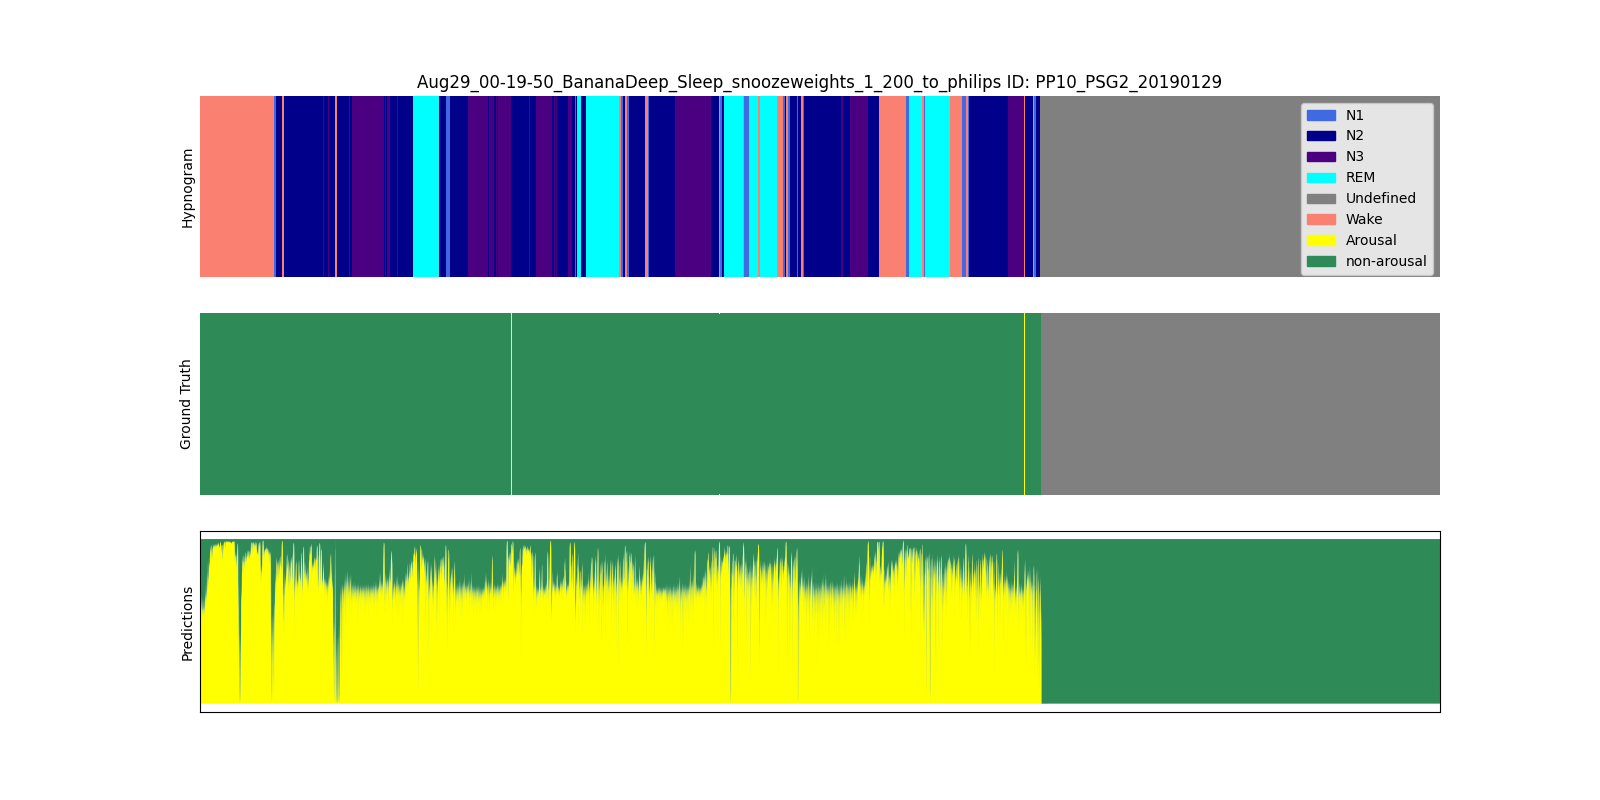 Aug29_00-19-50_BananaDeep_Sleep_snoozeweights_1_200_to_philips ID: PP10_PSG2_20190129
Hypnogram
N1
N2
N3
REM
Undefined
Wake
Arousal
non-arousal
Ground Truth
Predictions